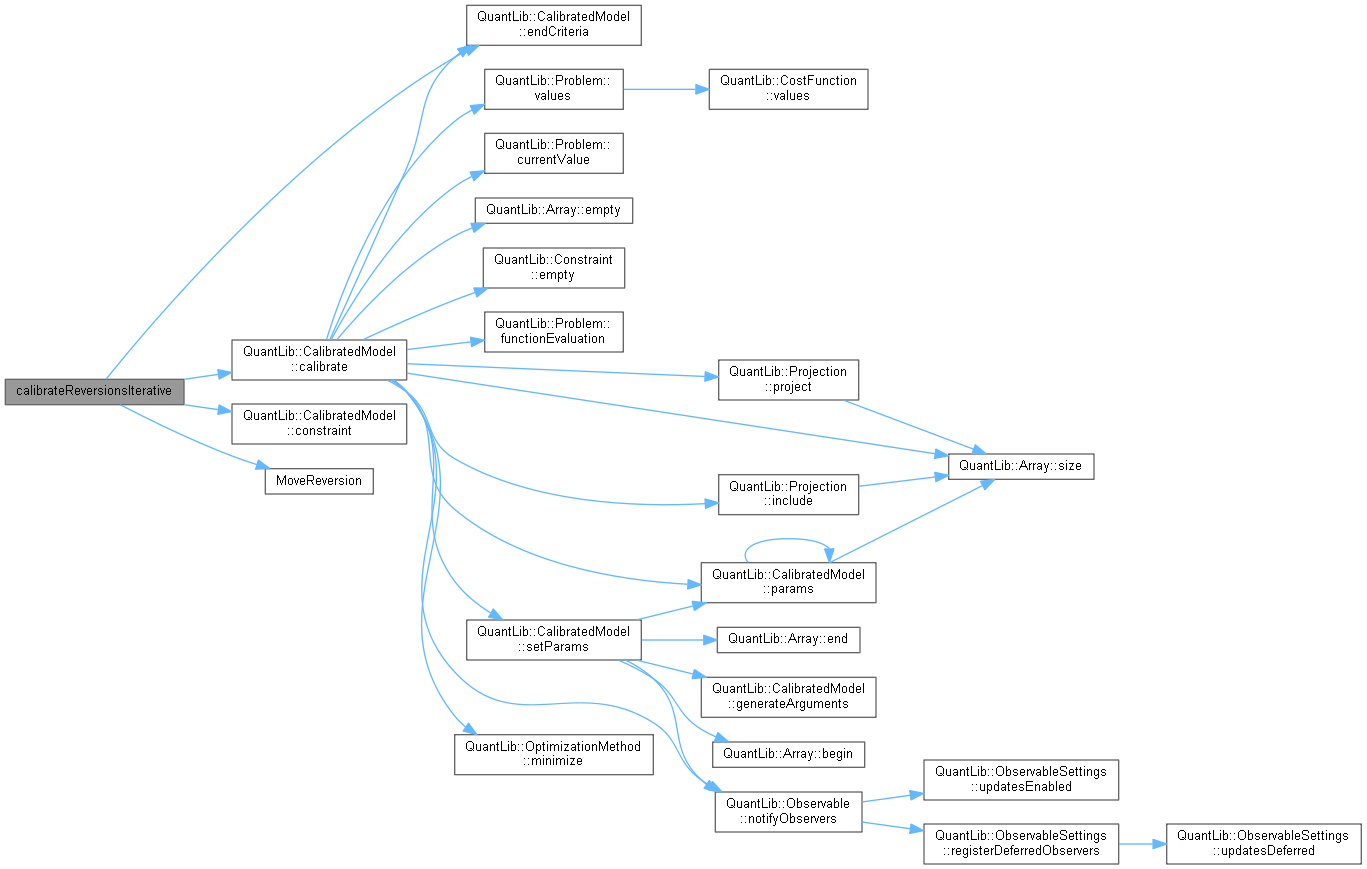 QuantLib::CalibratedModel
::endCriteria
QuantLib::Problem::
values
QuantLib::CostFunction
::values
QuantLib::Problem::
currentValue
QuantLib::Array::empty
QuantLib::Constraint
::empty
QuantLib::Problem::
functionEvaluation
QuantLib::CalibratedModel
::calibrate
QuantLib::Projection
::project
calibrateReversionsIterative
QuantLib::CalibratedModel
::constraint
QuantLib::Array::size
MoveReversion
QuantLib::Projection
::include
QuantLib::CalibratedModel
::params
QuantLib::CalibratedModel
::setParams
QuantLib::Array::end
QuantLib::CalibratedModel
::generateArguments
QuantLib::OptimizationMethod
::minimize
QuantLib::Array::begin
QuantLib::ObservableSettings
::updatesEnabled
QuantLib::Observable
::notifyObservers
QuantLib::ObservableSettings
::registerDeferredObservers
QuantLib::ObservableSettings
::updatesDeferred